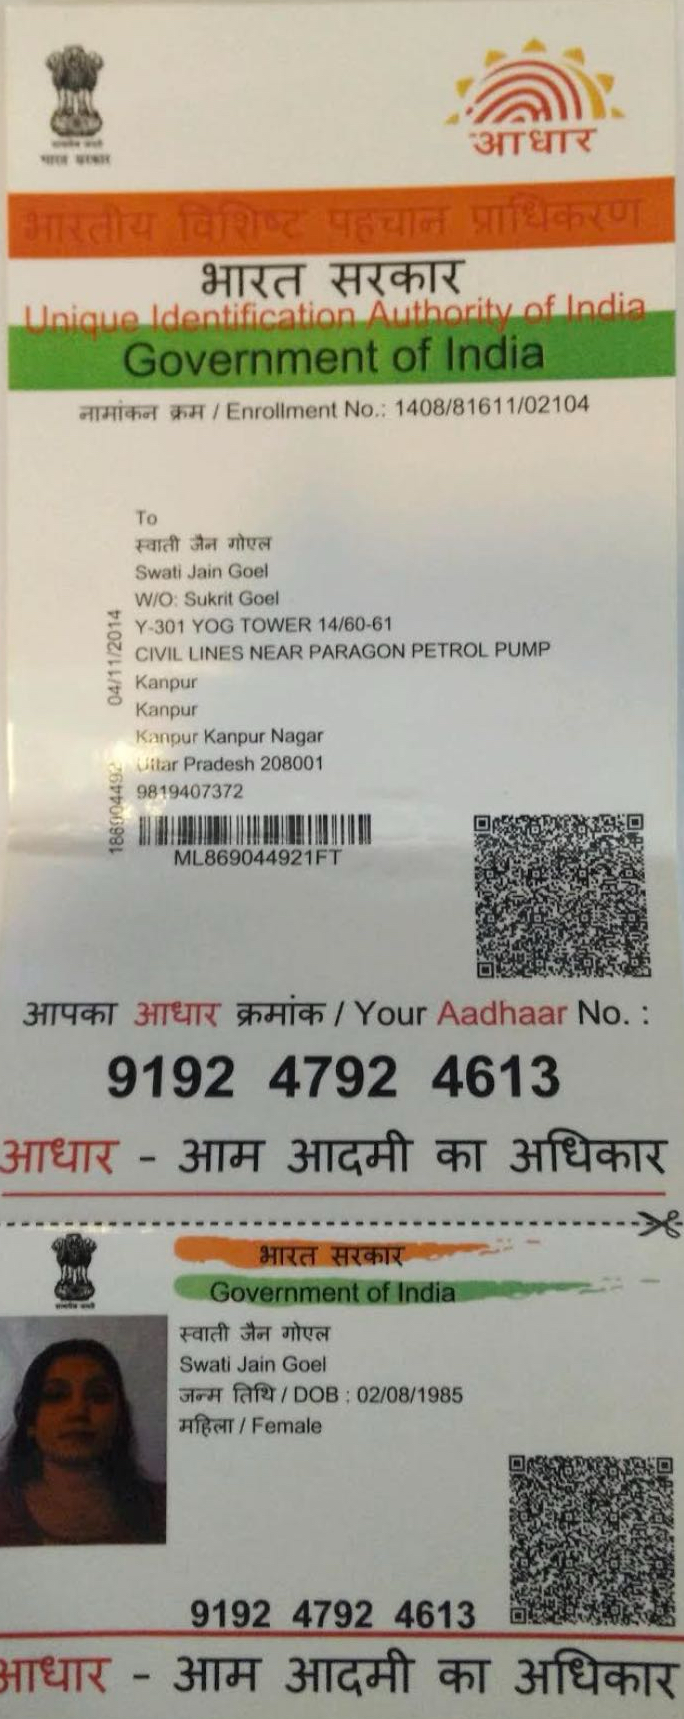 भारत सरकार
आधार
भारतीय विशिष्ट पहचान प्राधिकरण
भारत सरकार
Unique Identification Authority of India
Government of India
नामांकन क्रम / Enrollment No.: 1408/81611/02104
To
स्वाती जैन गोएल
Swati Jain Goel
W/O: Sukrit Goel
Y-301 YOG TOWER 14/60-61
CIVIL LINES NEAR PARAGON PETROL PUMP
Kanpur
Kanpur
Kanpur Kanpur Nagar
Uttar Pradesh 208001
9819407372
04/11/2014
ML869044921FT
आपका आधार क्रमांक / Your Aadhaar No. :
9192 4792 4613
आधार - आम आदमी का अधिकार
भारत सरकार
Government of India
स्वाती जैन गोएल
Swati Jain Goel
जन्म तिथि / DOB : 02/08/1985
महिला / Female
9192 4792 4613
आधार - आम आदमी का अधिकार